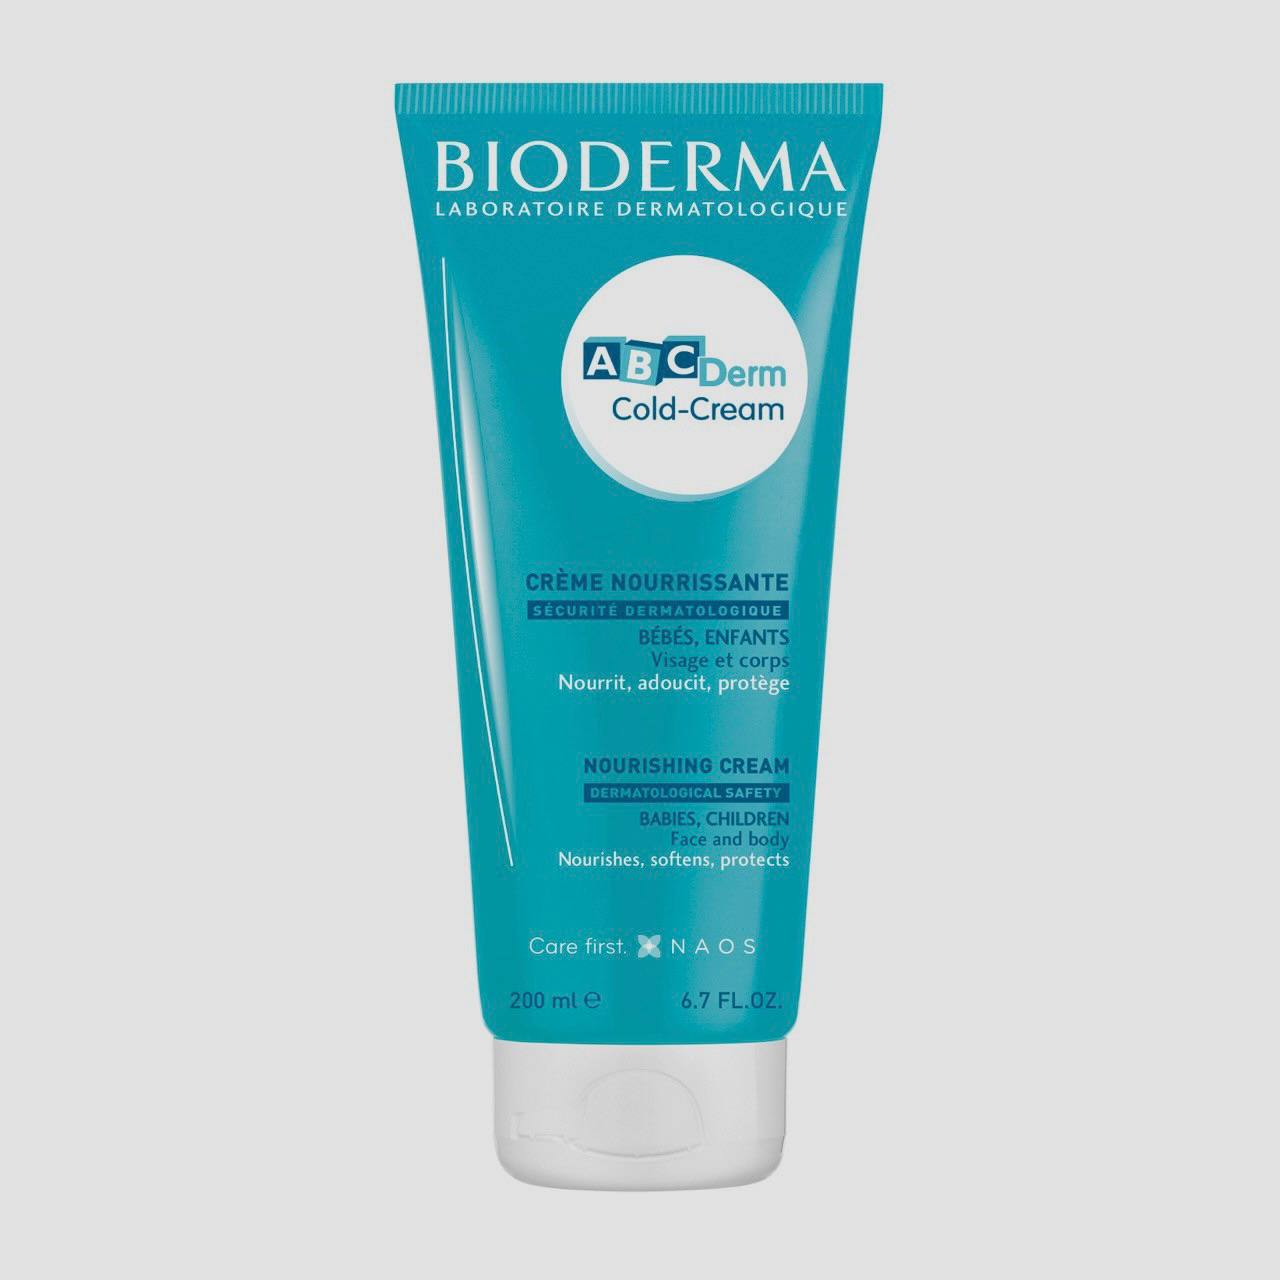 BIODERMA
LABORATOIRE DERMATOLOGIQUE
ABCDerm
Cold-Cream
CRÈME NOURRISSANTE
SÉCURITÉ DERMATOLOGIQUE
BÉBÉS, ENFANTS
Visage et corps
Nourrit, adoucit, protège
NOURISHING CREAM
DERMATOLOGICAL SAFETY
BABIES, CHILDREN
Face and body
Nourishes, softens, protects
Care first. NAOS
200 ml ℮ 6.7 FL.OZ.